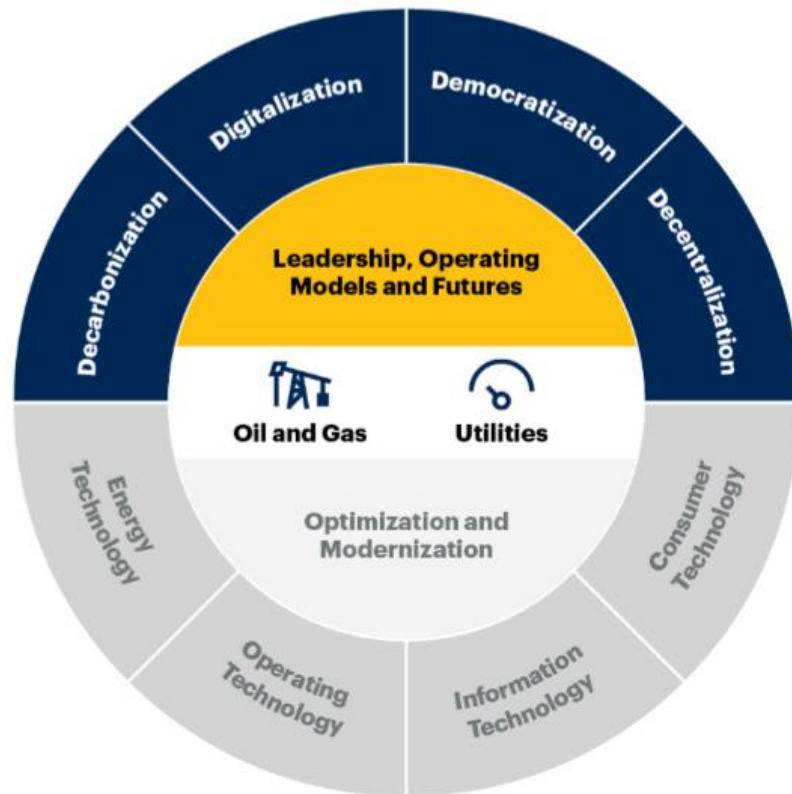 Digitalization
Democratization
Decarbonization
Decentralization
Leadership, Operating
Models and Futures
Oil and Gas
Utilities
Optimization and
Modernization
Energy
Technology
Consumer
Technology
Operating
Technology
Information
Technology